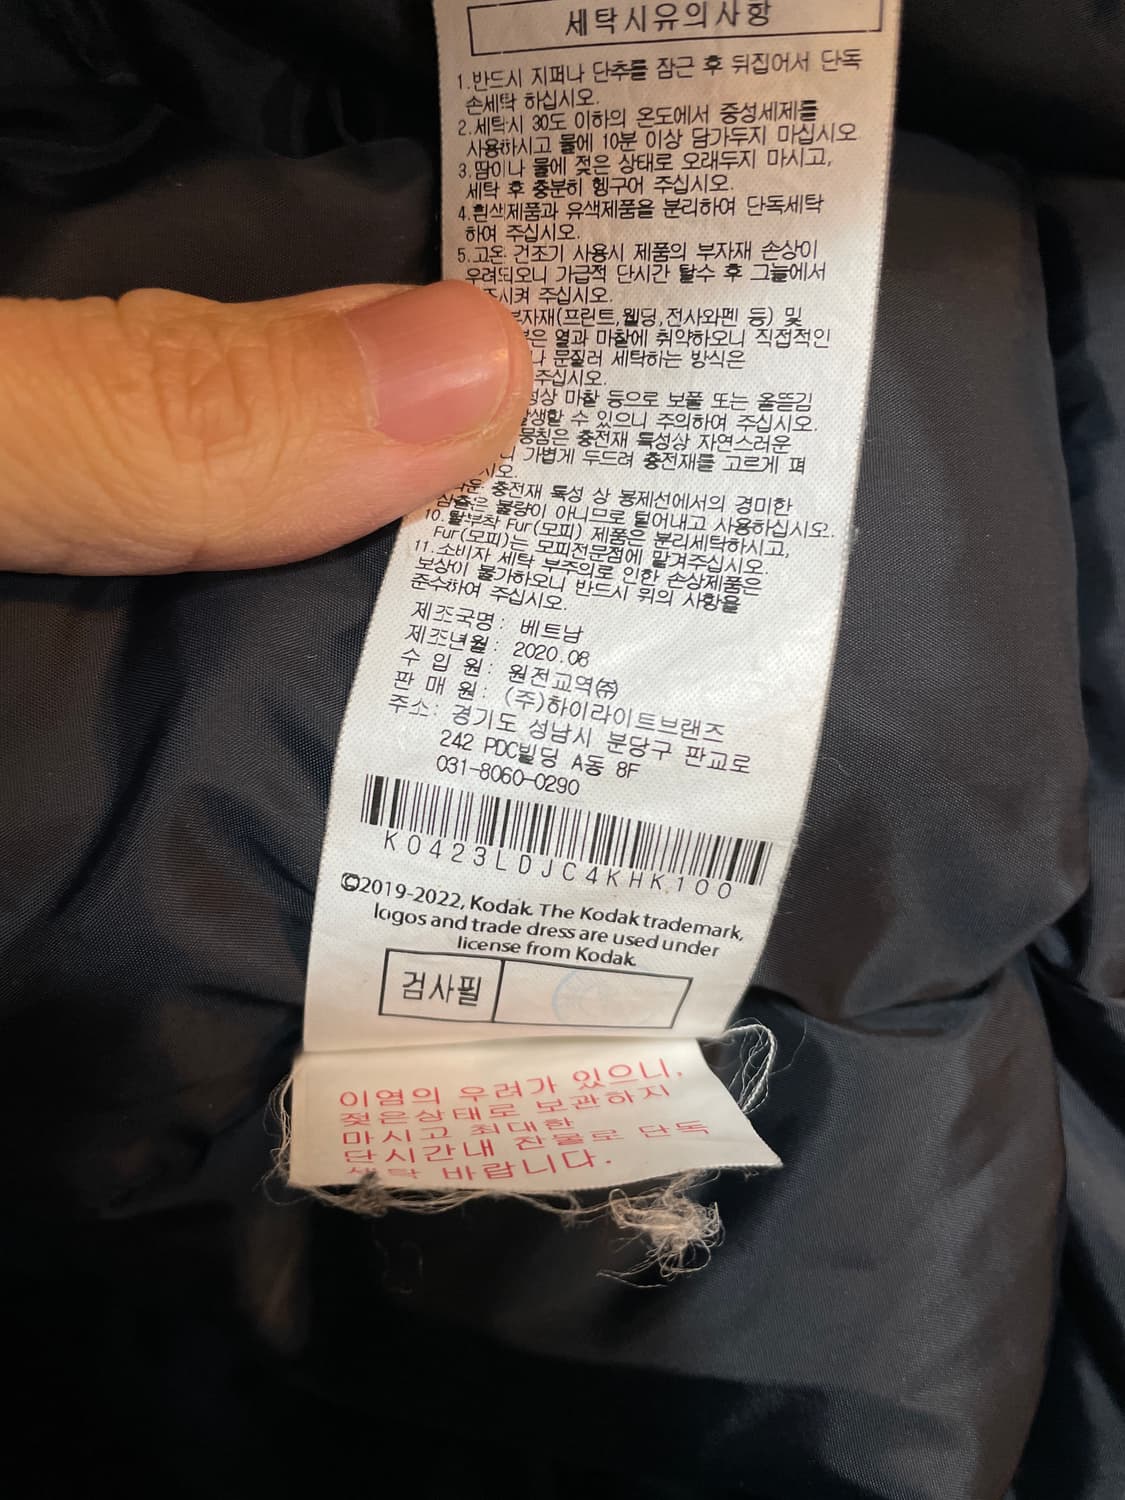 세탁시유의사항
1.반드시 지퍼나 단추를 잠근 후 뒤집어서 단독
손세탁 하십시오.
2.세탁시 30도 이하의 온도에서 중성세제를
사용하시고 물에 10분 이상 담가두지 마십시오
3.땀이나 물에 젖은 상태로 오래두지 마시고,
세탁 후 충분히 헹구어 주십시오.
4.흰색제품과 유색제품을 분리하여 단독세탁
하여 주십시오.
5.고온 건조기 사용시 제품의 부자재 손상이
우려되오니 가급적 단시간 탈수 후 그늘에서
주십시오.
부자재(프린트,웰딩,전사와펜 등) 및
열과 마찰에 취약하오니 직접적인
문질러 세탁하는 방식은
주십시오.
마찰 등으로 보풀 또는 올뜯김
수 있으니 주의하여 주십시오.
충전재 특성상 자연스러운
가볍게 두드려 충전재를 고르게 펴
충전재 특성 상 봉제선에서의 경미한
불량이 아니므로 털어내고 사용하십시오.
10.탈부착 Fur(모피) 제품은 분리세탁하시고,
Fur(모피)는 모피전문점에 맡겨주십시오.
11.소비자 세탁 부주의로 인한 손상제품은
보상이 불가하오니 반드시 위의 사항을
준수하여 주십시오.
제조국명: 베트남
제조년월: 2020.08
수 입 원: 원전교역㈜
판 매 원: (주)하이라이트브랜즈
주소: 경기도 성남시 분당구 판교로
242 PDC빌딩 A동 8F
031-8060-0290
K0423LDJC4KHK100
©2019-2022, Kodak. The Kodak trademark,
logos and trade dress are used under
license from Kodak.
검사필
이염의 우려가 있으니,
젖은상태로 보관하지
마시고 최대한
단시간내 찬물로 단독
세탁 바랍니다.